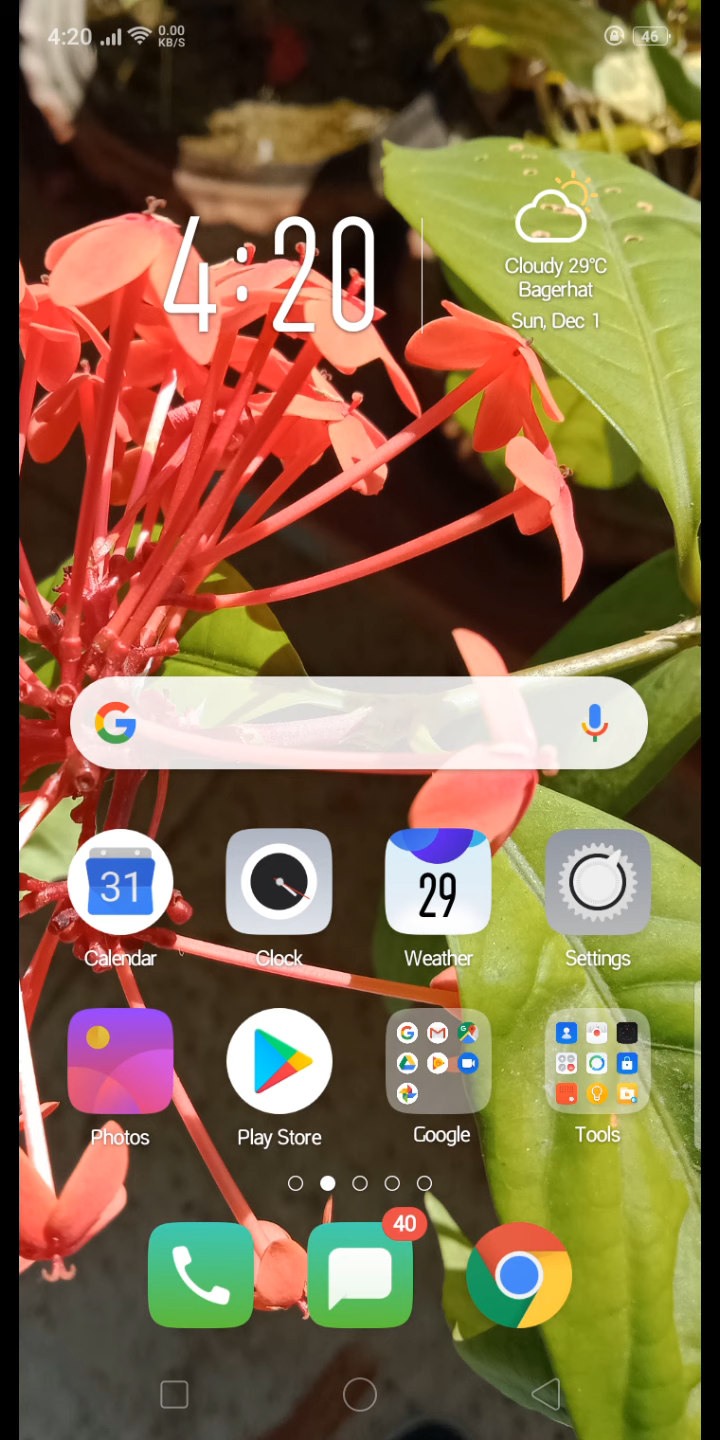 4:20
0.00
KB/S
46
4:20
Cloudy 29°C
Bagerhat
Sun, Dec 1
31
29
Calendar
Clock
Weather
Settings
Photos
Play Store
Google
Tools
40